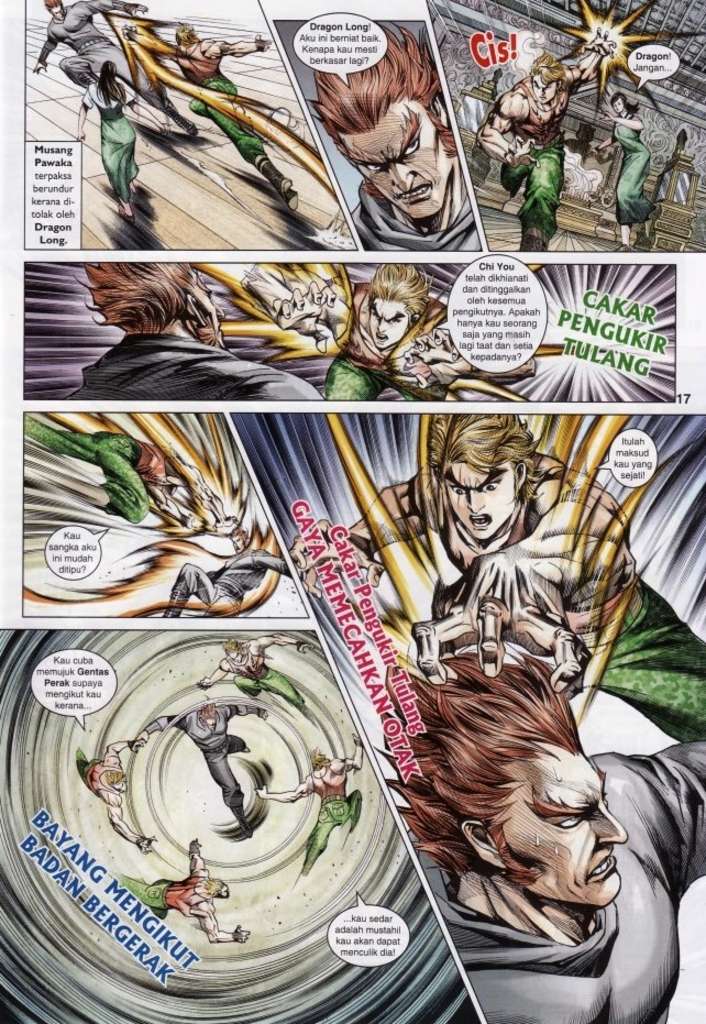 Musang
Pawaka
terpaksa
berundur
kerana di-
tolak oleh
Dragon
Long.
Dragon Long!
Aku ini berniat baik.
Kenapa kau mesti
berkasar lagi?
Cis!
Dragon!
Jangan...
Chi You
telah dikhianati
dan ditinggalkan
oleh kesemua
pengikutnya. Apakah
hanya kau seorang
saja yang masih
lagi taat dan setia
kepadanya?
CAKAR
PENGUKIR
TULANG
17
Kau
sangka aku
ini mudah
ditipu?
Itulah
maksud
kau yang
sejati!
Cakar Pengukir Tulang
GAYA MEMECAHKAN OTAK
Kau cuba
memujuk Gentas
Perak supaya
mengikut kau
kerana...
BAYANG MENGIKUT
BADAN BERGERAK
...kau sedar
adalah mustahil
kau akan dapat
menculik dia!